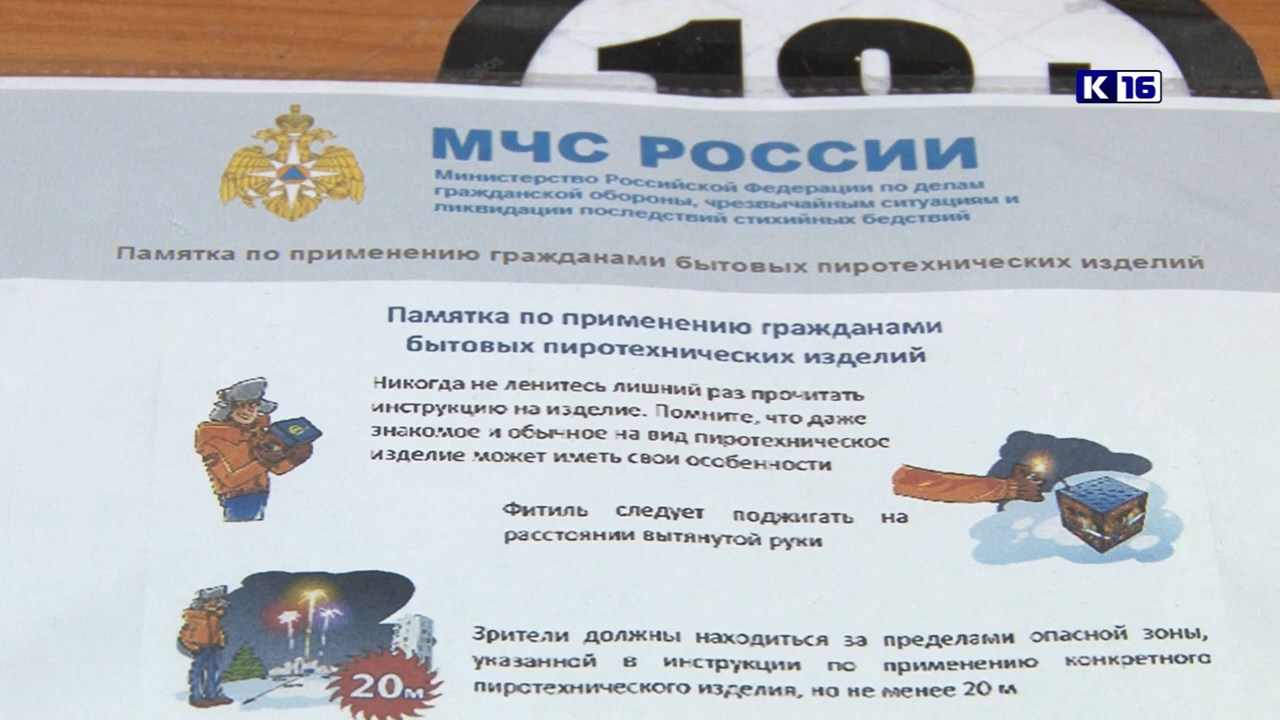 К 16
МЧС РОССИИ
Министерство Российской Федерации по делам
гражданской обороны, чрезвычайным ситуациям и
ликвидации последствий стихийных бедствий
Памятка по применению гражданами бытовых пиротехнических изделий
Памятка по применению гражданами
бытовых пиротехнических изделий
Никогда не ленитесь лишний раз прочитать
инструкцию на изделие. Помните, что даже
знакомое и обычное на вид пиротехническое
изделие может иметь свои особенности
Фитиль следует поджигать на
расстоянии вытянутой руки
Зрители должны находиться за пределами опасной зоны,
указанной в инструкции по применению конкретного
пиротехнического изделия, но не менее 20 м
20м